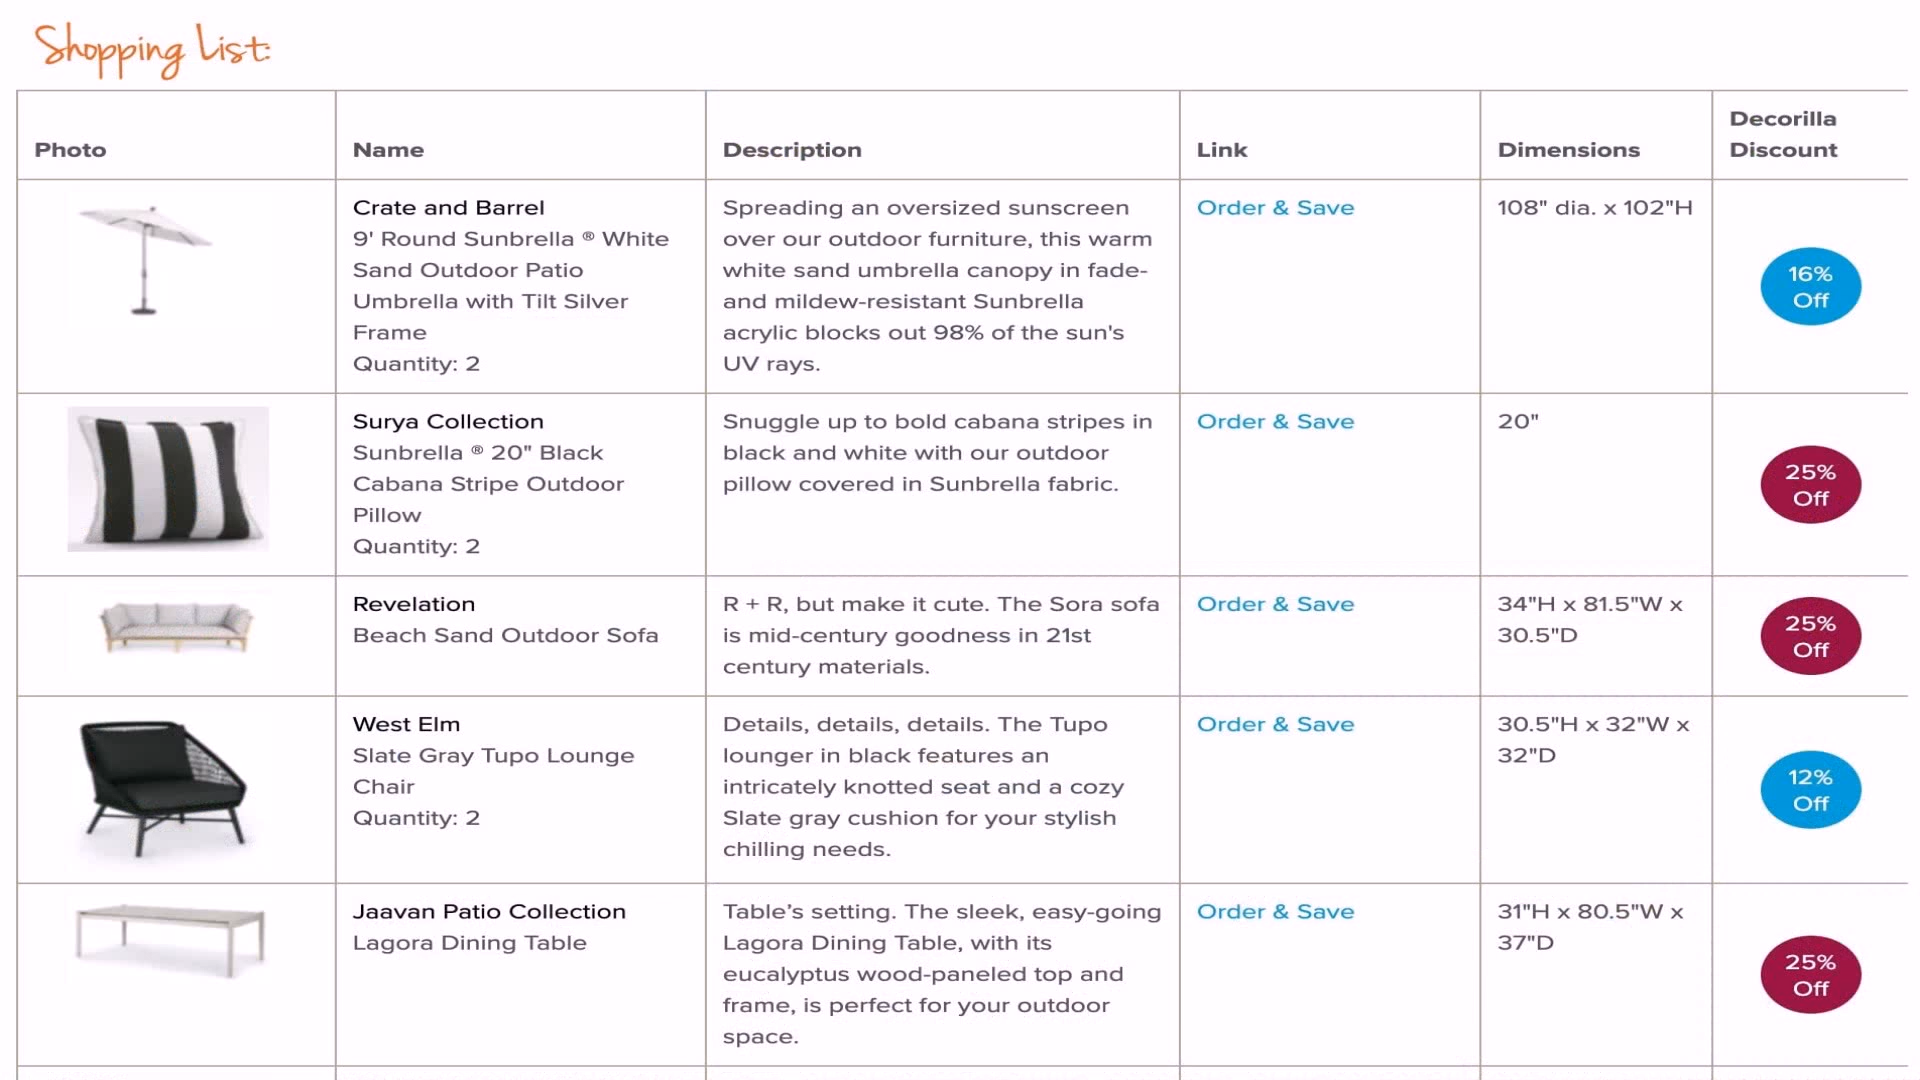 Shopping List:
Photo
Name
Description
Link
Dimensions
Decorilla
Discount
Crate and Barrel
9' Round Sunbrella ® White
Sand Outdoor Patio
Umbrella with Tilt Silver
Frame
Quantity: 2
Spreading an oversized sunscreen
over our outdoor furniture, this warm
white sand umbrella canopy in fade-
and mildew-resistant Sunbrella
acrylic blocks out 98% of the sun's
UV rays.
Order & Save
108" dia. x 102"H
16%
Off
Surya Collection
Sunbrella ® 20" Black
Cabana Stripe Outdoor
Pillow
Quantity: 2
Snuggle up to bold cabana stripes in
black and white with our outdoor
pillow covered in Sunbrella fabric.
Order & Save
20"
25%
Off
Revelation
Beach Sand Outdoor Sofa
R + R, but make it cute. The Sora sofa
is mid-century goodness in 21st
century materials.
Order & Save
34"H x 81.5"W x
30.5"D
25%
Off
West Elm
Slate Gray Tupo Lounge
Chair
Quantity: 2
Details, details, details. The Tupo
lounger in black features an
intricately knotted seat and a cozy
Slate gray cushion for your stylish
chilling needs.
Order & Save
30.5"H x 32"W x
32"D
12%
Off
Jaavan Patio Collection
Lagora Dining Table
Table’s setting. The sleek, easy-going
Lagora Dining Table, with its
eucalyptus wood-paneled top and
frame, is perfect for your outdoor
space.
Order & Save
31"H x 80.5"W x
37"D
25%
Off